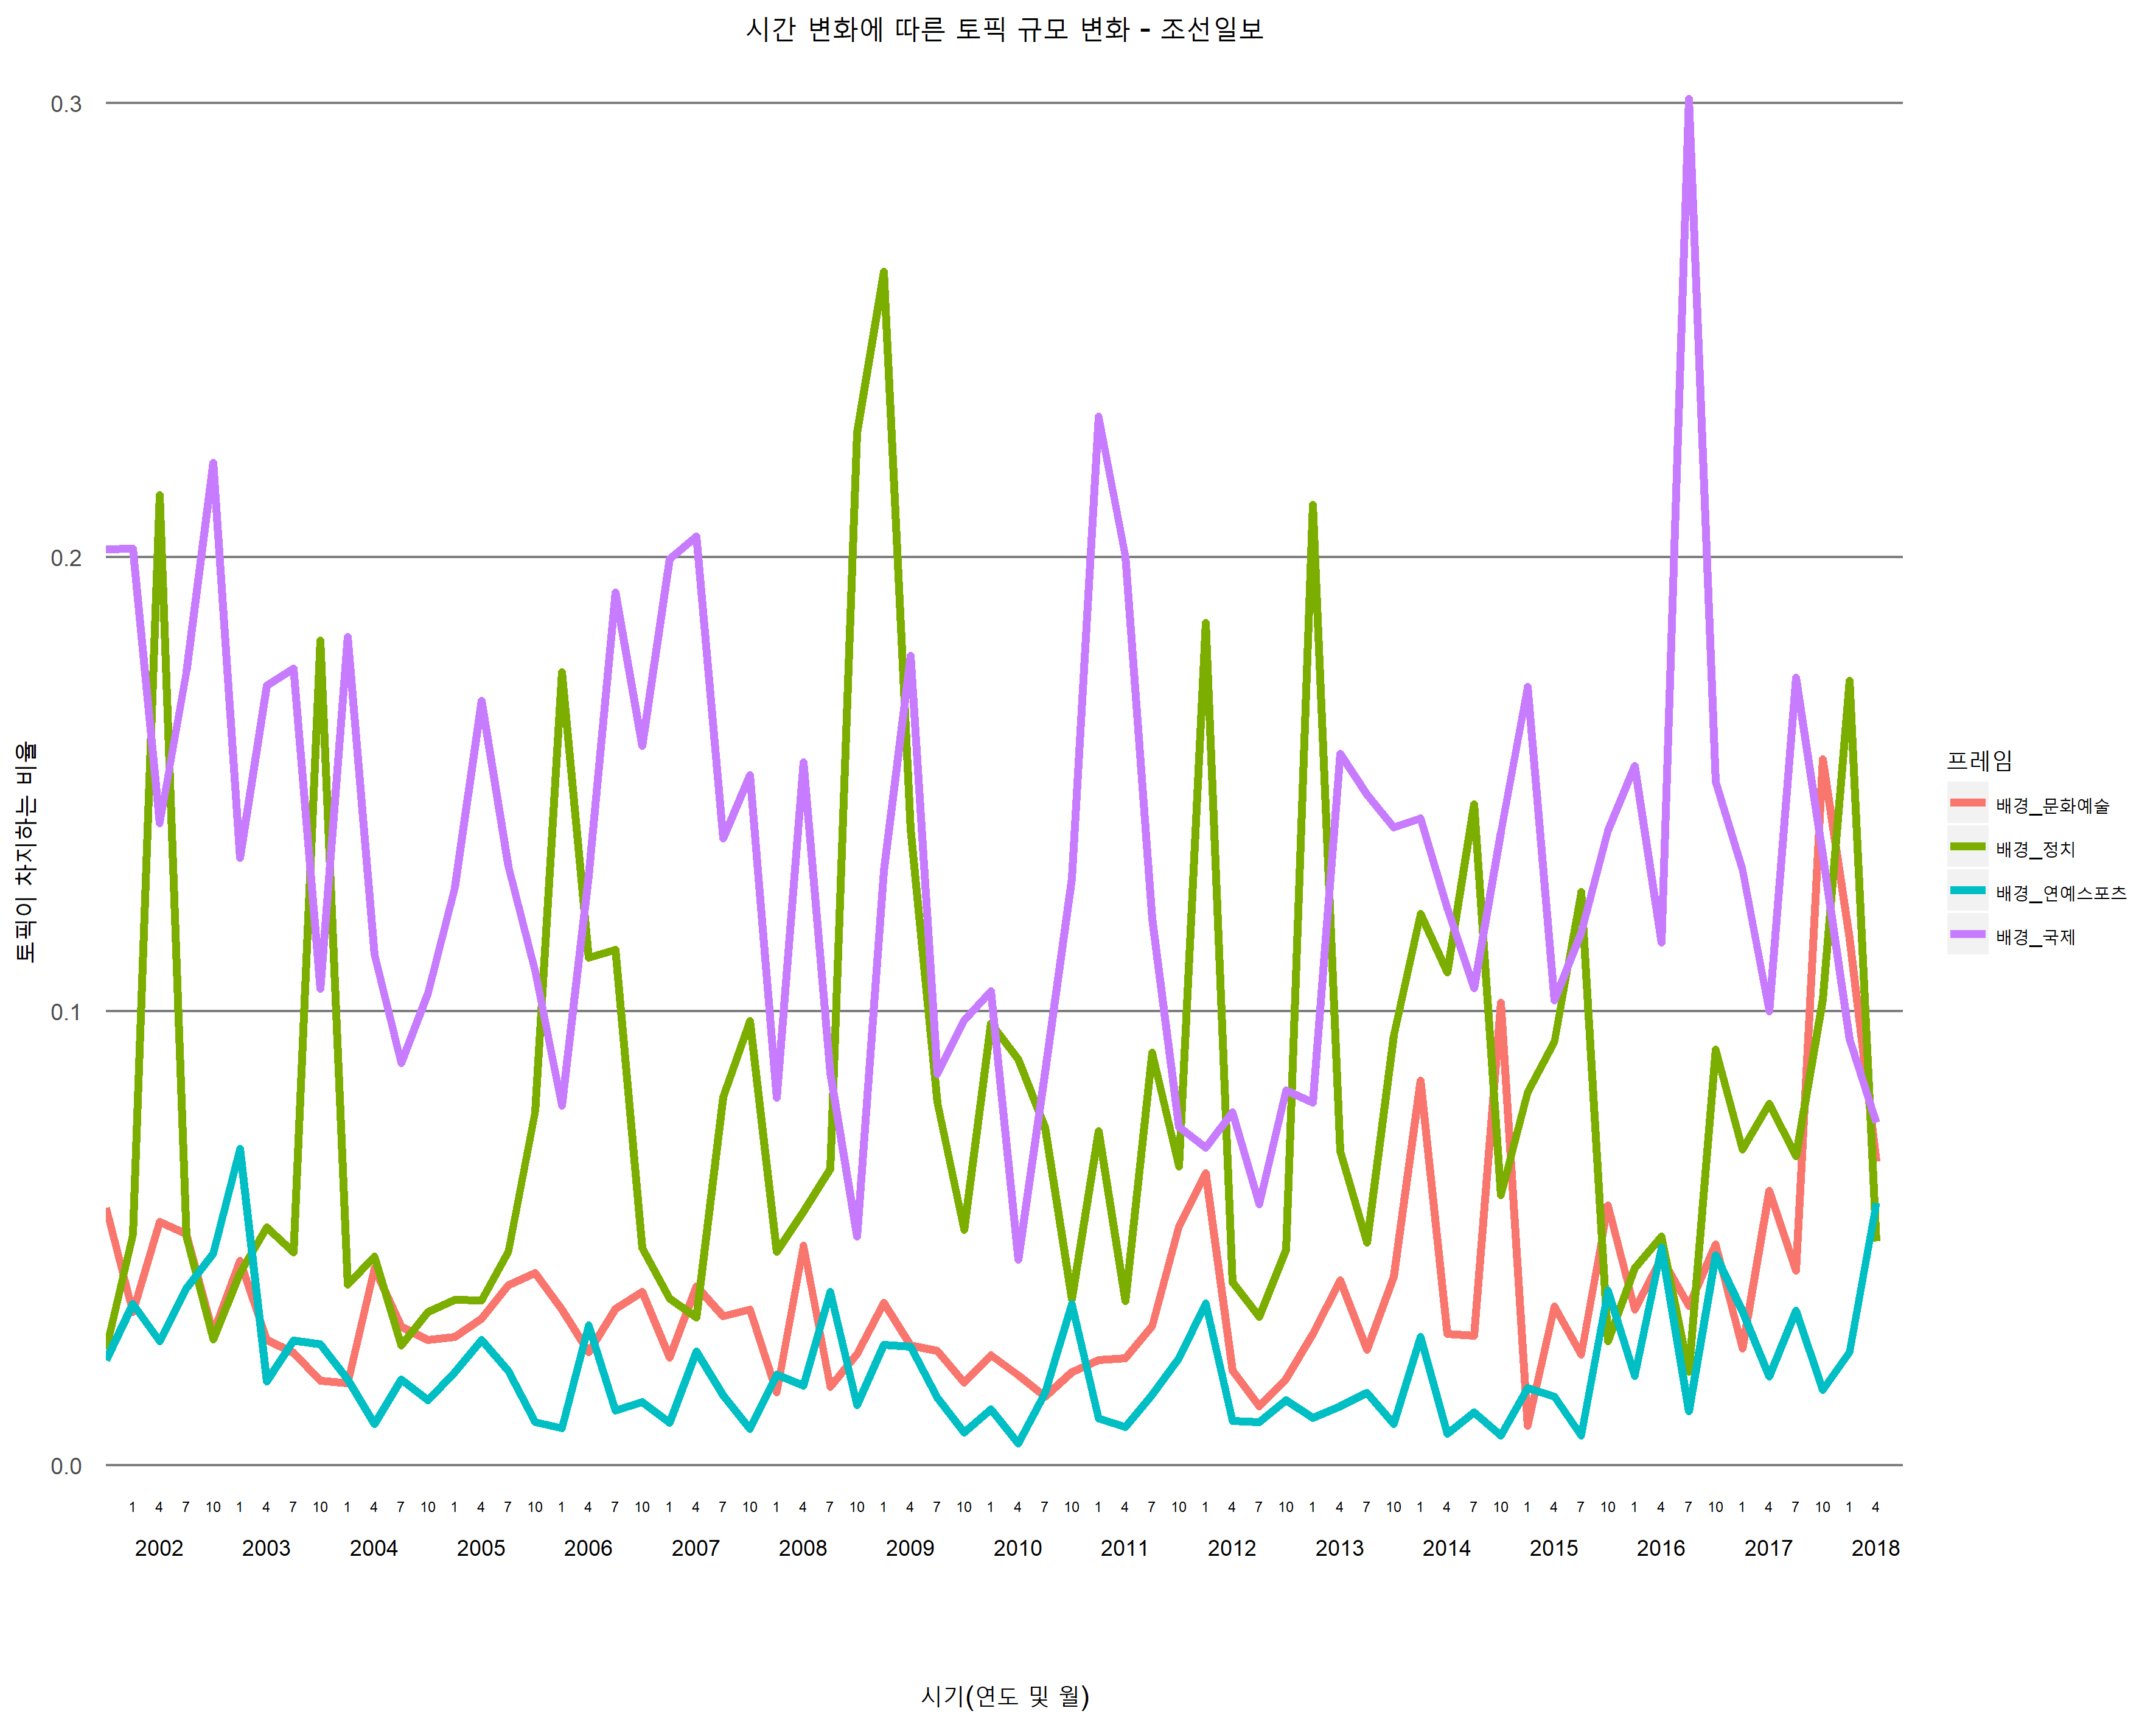 시간 변화에 따른 토픽 규모 변화 - 조선일보
토픽이 차지하는 비율
0.3
0.2
0.1
0.0
1 4 7 10 1 4 7 10 1 4 7 10 1 4 7 10 1 4 7 10 1 4 7 10 1 4 7 10 1 4 7 10 1 4 7 10 1 4 7 10 1 4 7 10 1 4 7 10 1 4 7 10 1 4 7 10 1 4 7 10 1 4 7 10 1 4
2002 2003 2004 2005 2006 2007 2008 2009 2010 2011 2012 2013 2014 2015 2016 2017 2018
시기(연도 및 월)
프레임
배경_문화예술
배경_정치
배경_연예스포츠
배경_국제